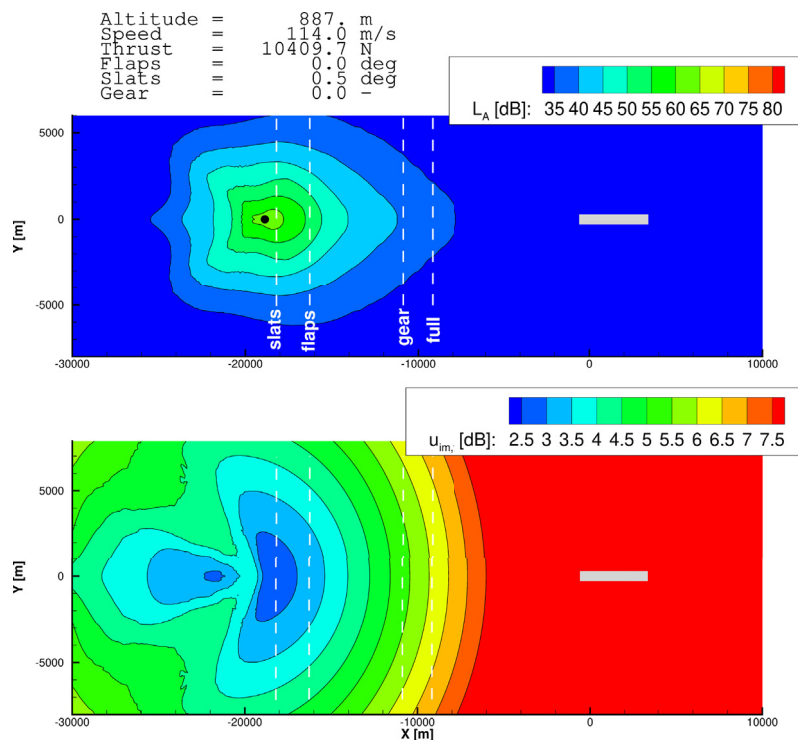 Altitude = 887. m
Speed = 114.0 m/s
Thrust = 10409.7 N
Flaps = 0.0 deg
Slats = 0.5 deg
Gear = 0.0 -
L_A [dB]: 35 40 45 50 55 60 65 70 75 80
5000
0
-5000
Y [m]
slats
flaps
gear
full
-30000 -20000 -10000 0 10000
u_im, [dB]: 2.5 3 3.5 4 4.5 5 5.5 6 6.5 7 7.5
5000
0
-5000
Y [m]
-30000 -20000 -10000 0 10000
X [m]